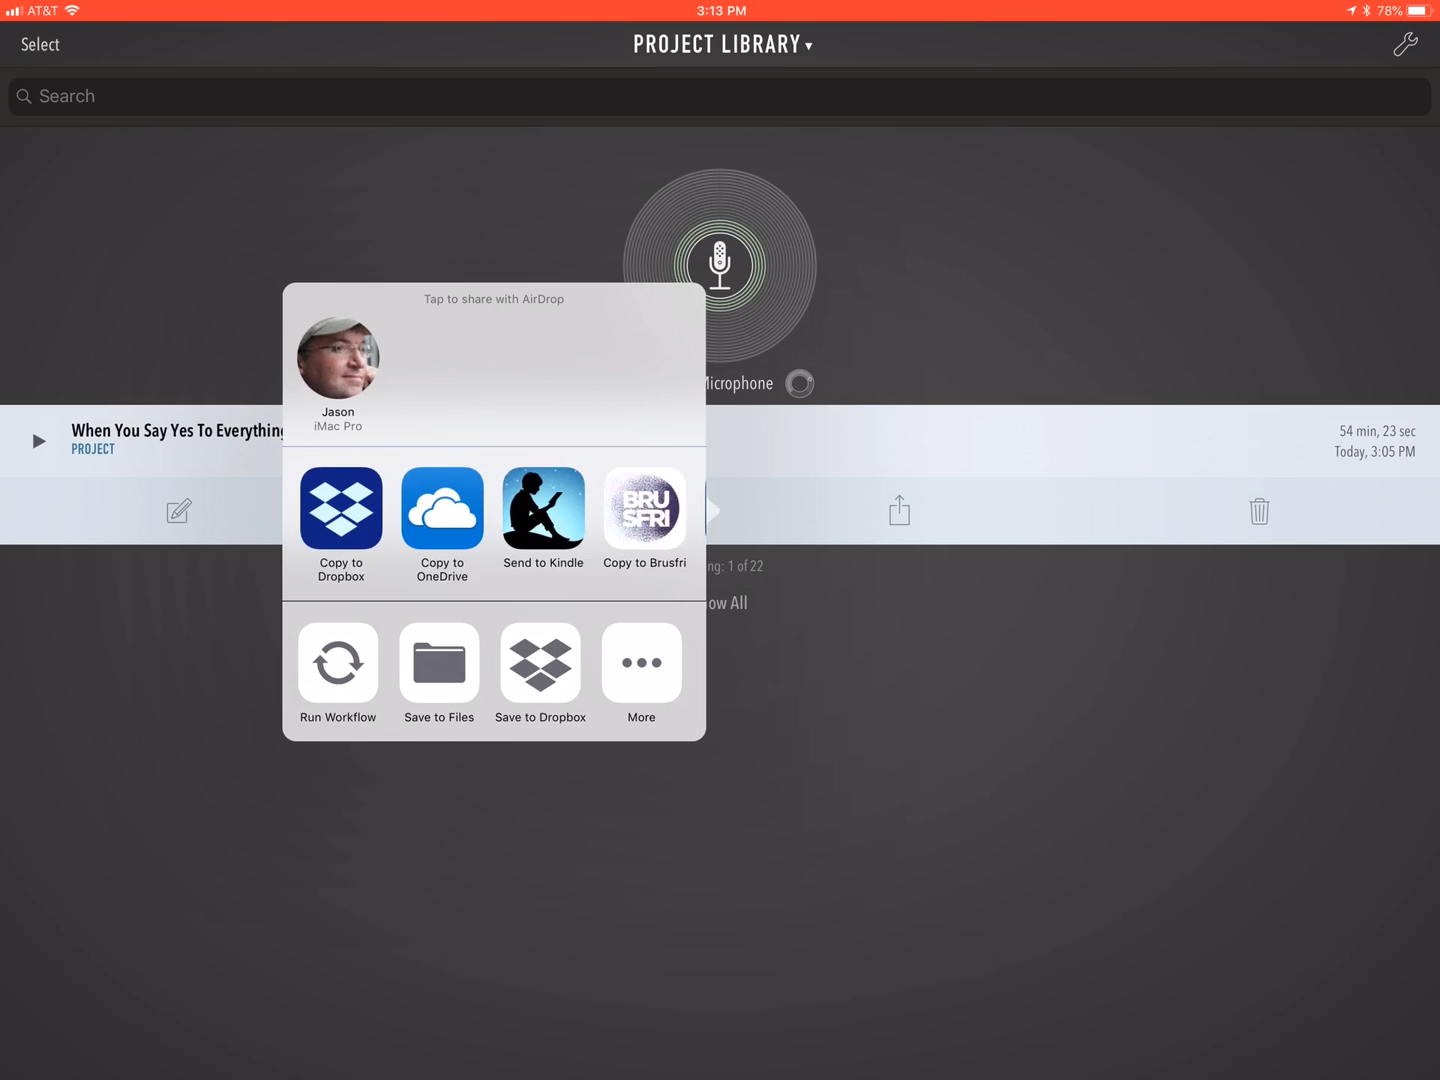 AT&T
3:13 PM
78%
Select
PROJECT LIBRARY ▾
Search
Tap to share with AirDrop
Jason
iMac Pro
Microphone
When You Say Yes To Everything
PROJECT
54 min, 23 sec
Today, 3:05 PM
BRU
SFRI
Copy to
Dropbox
Copy to
OneDrive
Send to Kindle
Copy to Brusfri
ng: 1 of 22
ow All
Run Workflow
Save to Files
Save to Dropbox
More